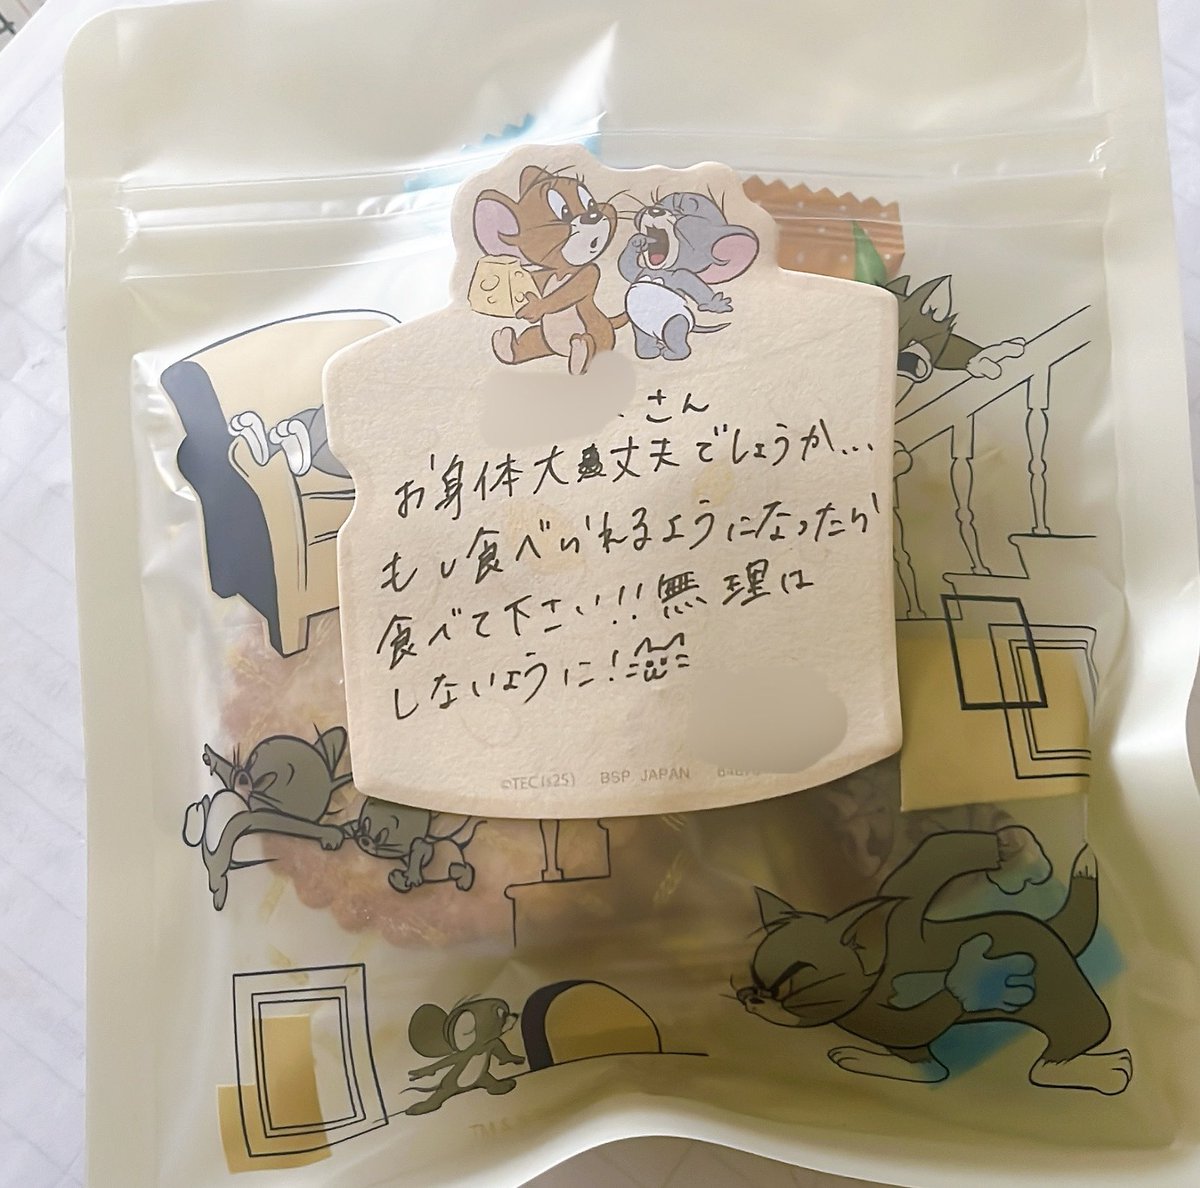 さん
お身体大丈夫でしょうか...
もし食べられるようになったら
食べて下さい!!無理は
しないように!
©TEC(s25) BSP JAPAN